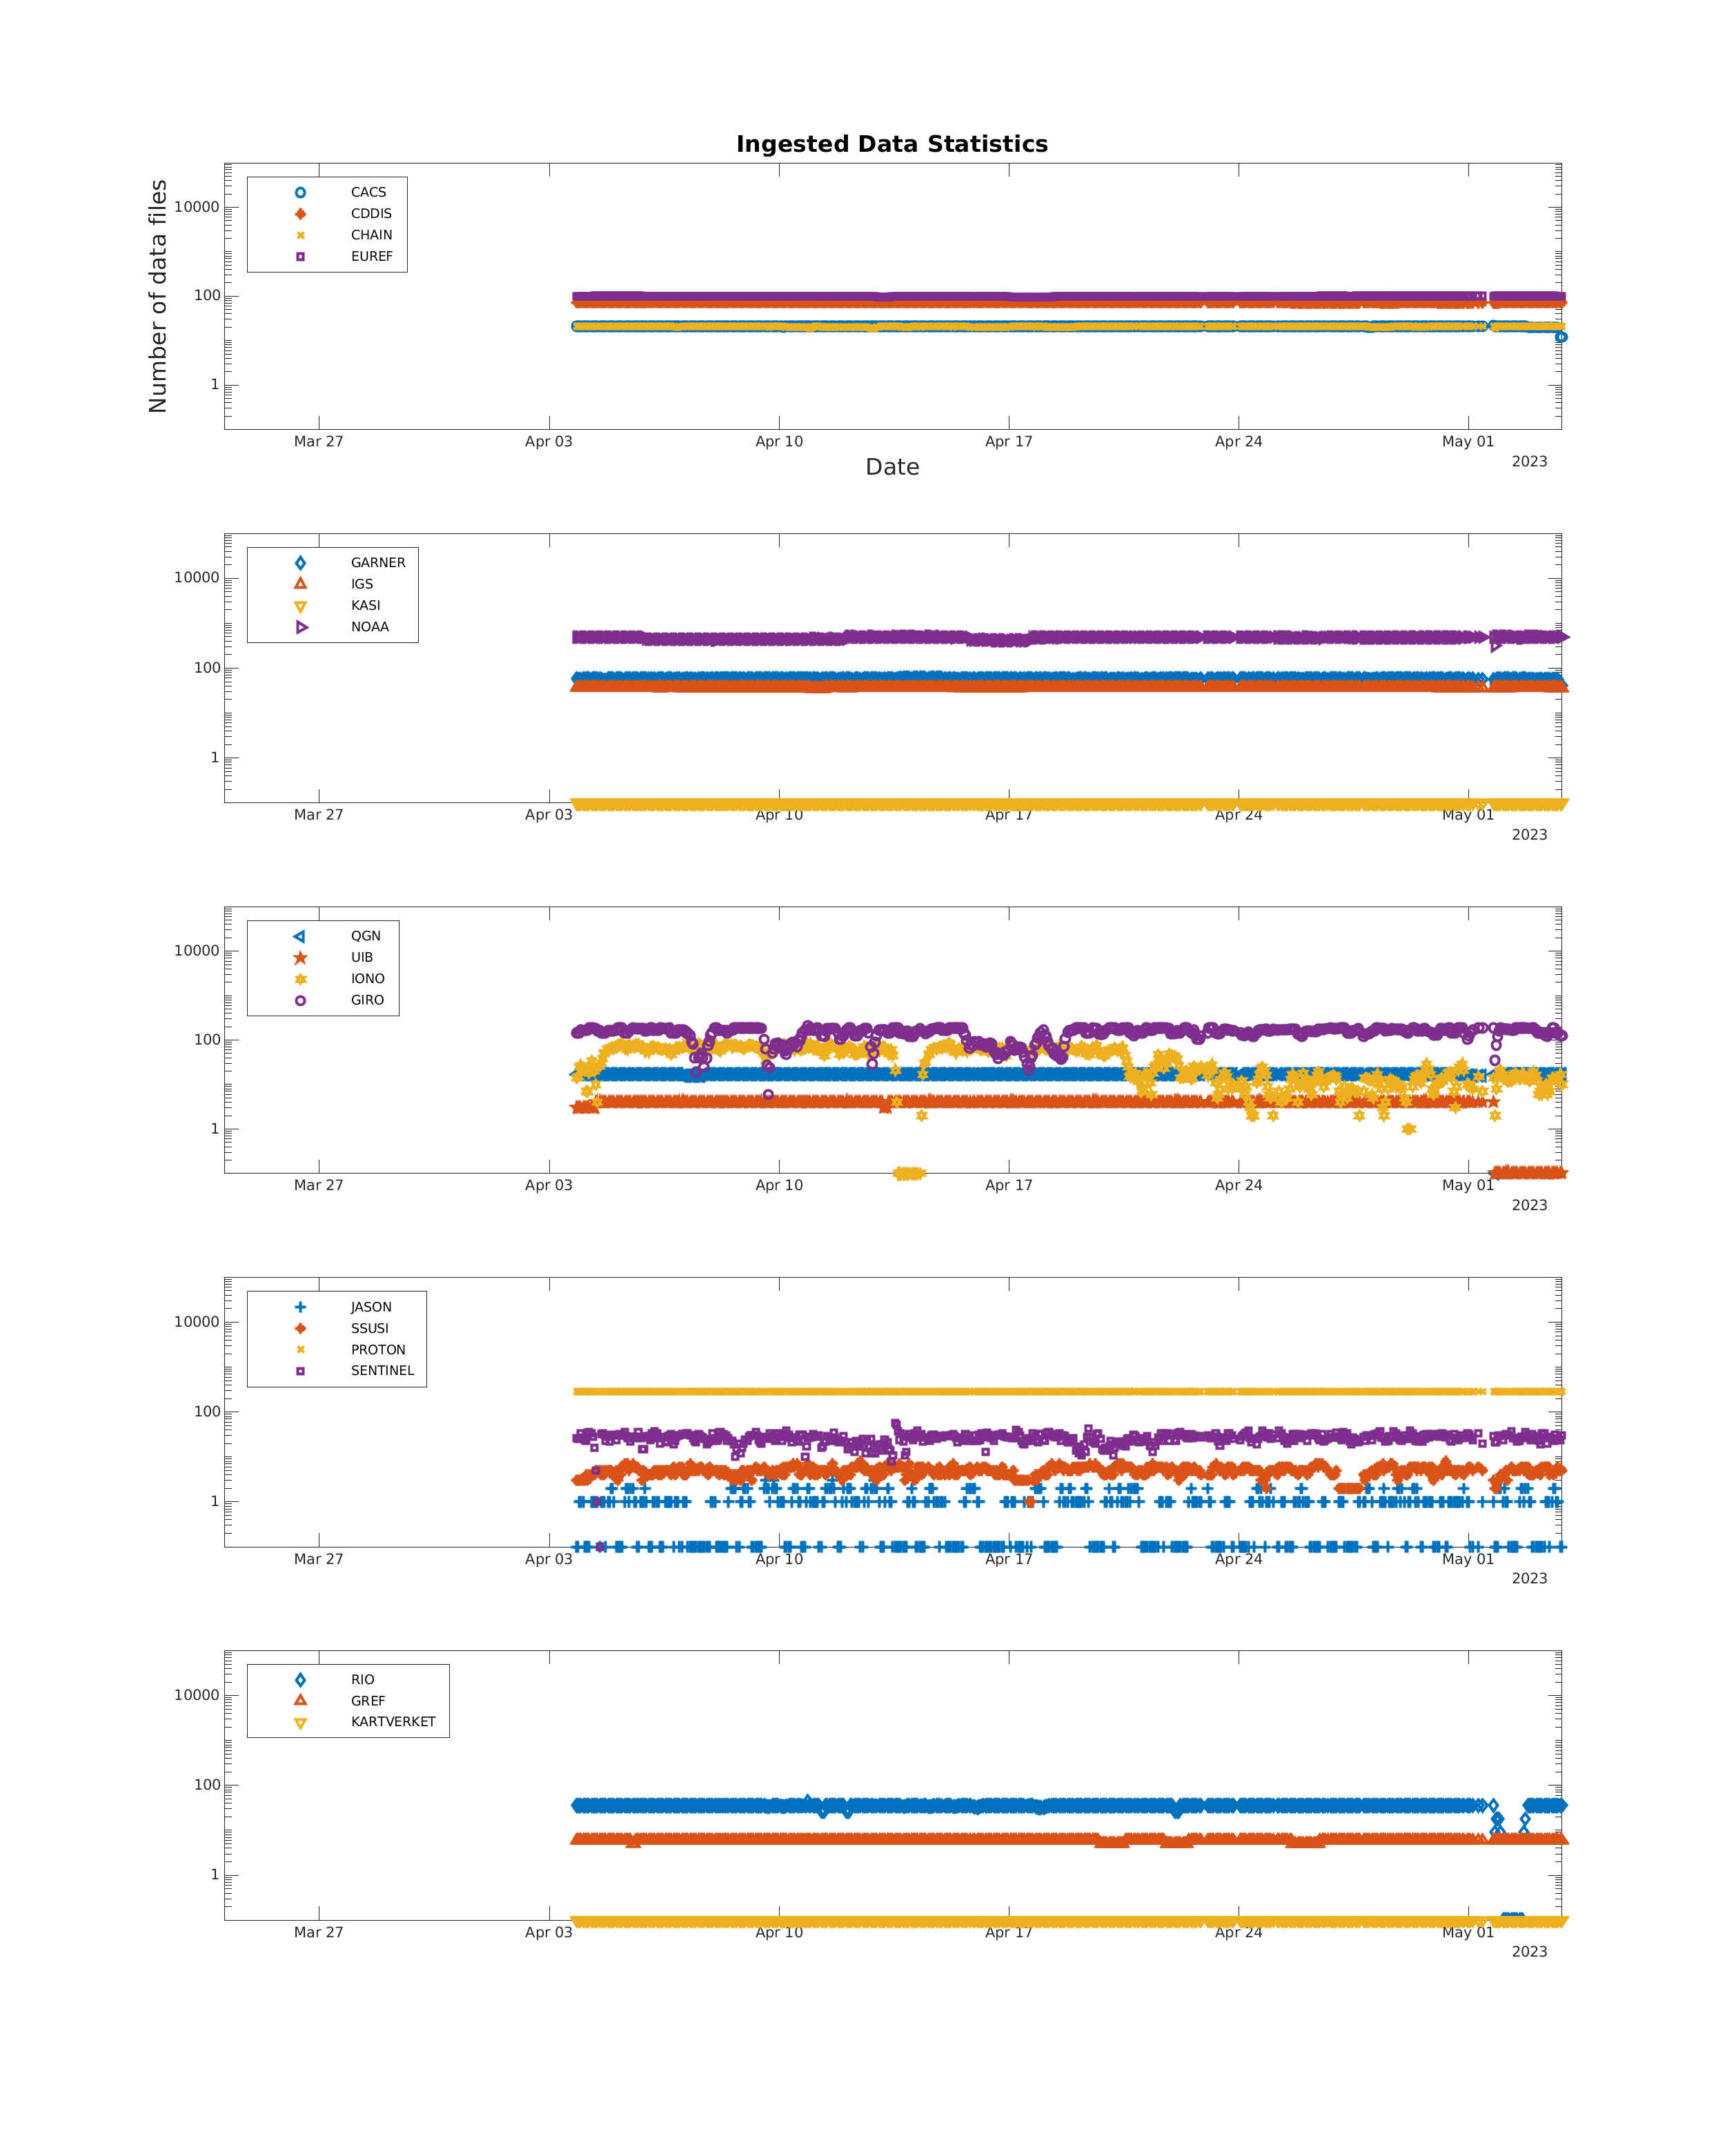 Ingested Data Statistics
Number of data files
CACS
CDDIS
CHAIN
EUREF
10000
100
1
Mar 27 Apr 03 Apr 10 Apr 17 Apr 24 May 01
2023
Date
GARNER
IGS
KASI
NOAA
10000
100
1
Mar 27 Apr 03 Apr 10 Apr 17 Apr 24 May 01
2023
QGN
UIB
IONO
GIRO
10000
100
1
Mar 27 Apr 03 Apr 10 Apr 17 Apr 24 May 01
2023
JASON
SSUSI
PROTON
SENTINEL
10000
100
1
Mar 27 Apr 03 Apr 10 Apr 17 Apr 24 May 01
2023
RIO
GREF
KARTVERKET
10000
100
1
Mar 27 Apr 03 Apr 10 Apr 17 Apr 24 May 01
2023